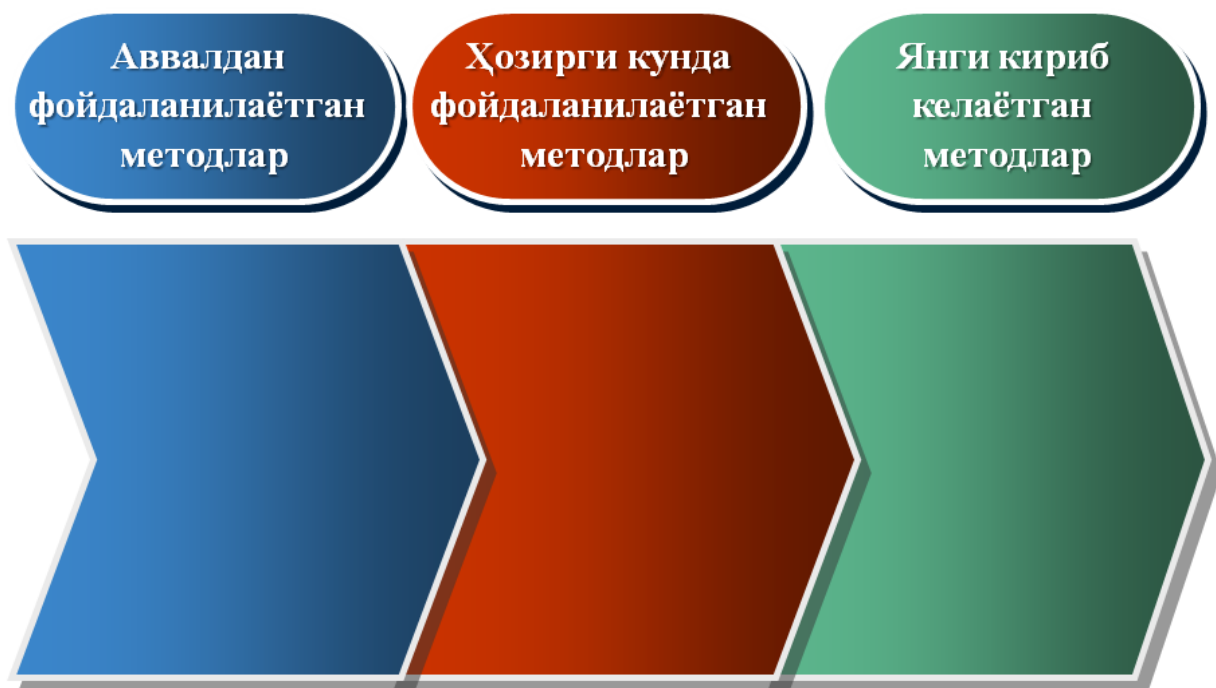 Аввалдан
фойдаланилаётган
методлар
Ҳозирги кунда
фойдаланилаётган
методлар
Янги кириб
келаётган
методлар